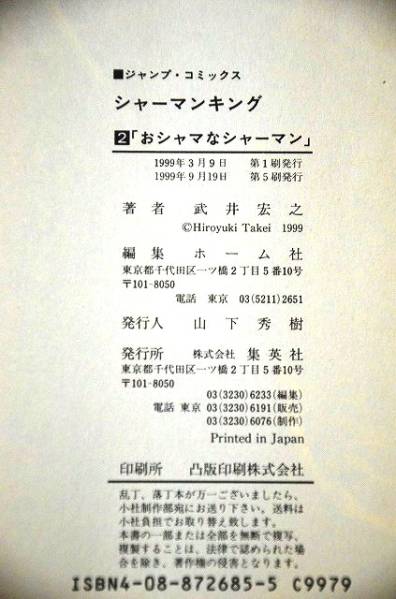 ■ジャンプ・コミックス
シャーマンキング
2「おシャマなシャーマン」
1999年3月9日 第1刷発行
1999年9月19日 第5刷発行
著者 武井宏之
©Hiroyuki Takei 1999
編集 ホーム社
東京都千代田区一ツ橋2丁目5番10号
〒101-8050
電話 東京 03(5211)2651
発行人 山下秀樹
発行所 株式会社 集英社
東京都千代田区一ツ橋2丁目5番10号
〒101-8050
03(3230)6233(編集)
電話 東京 03(3230)6191(販売)
03(3230)6076(制作)
Printed in Japan
印刷所 凸版印刷株式会社
乱丁、落丁本が万一ございましたら、
小社制作部宛にお送り下さい。送料は
小社負担でお取り替え致します。
本書の一部または全部を無断で複写、
複製することは、法律で認められた場
合を除き、著作権の侵害となります。
ISBN4-08-872685-5 C9979